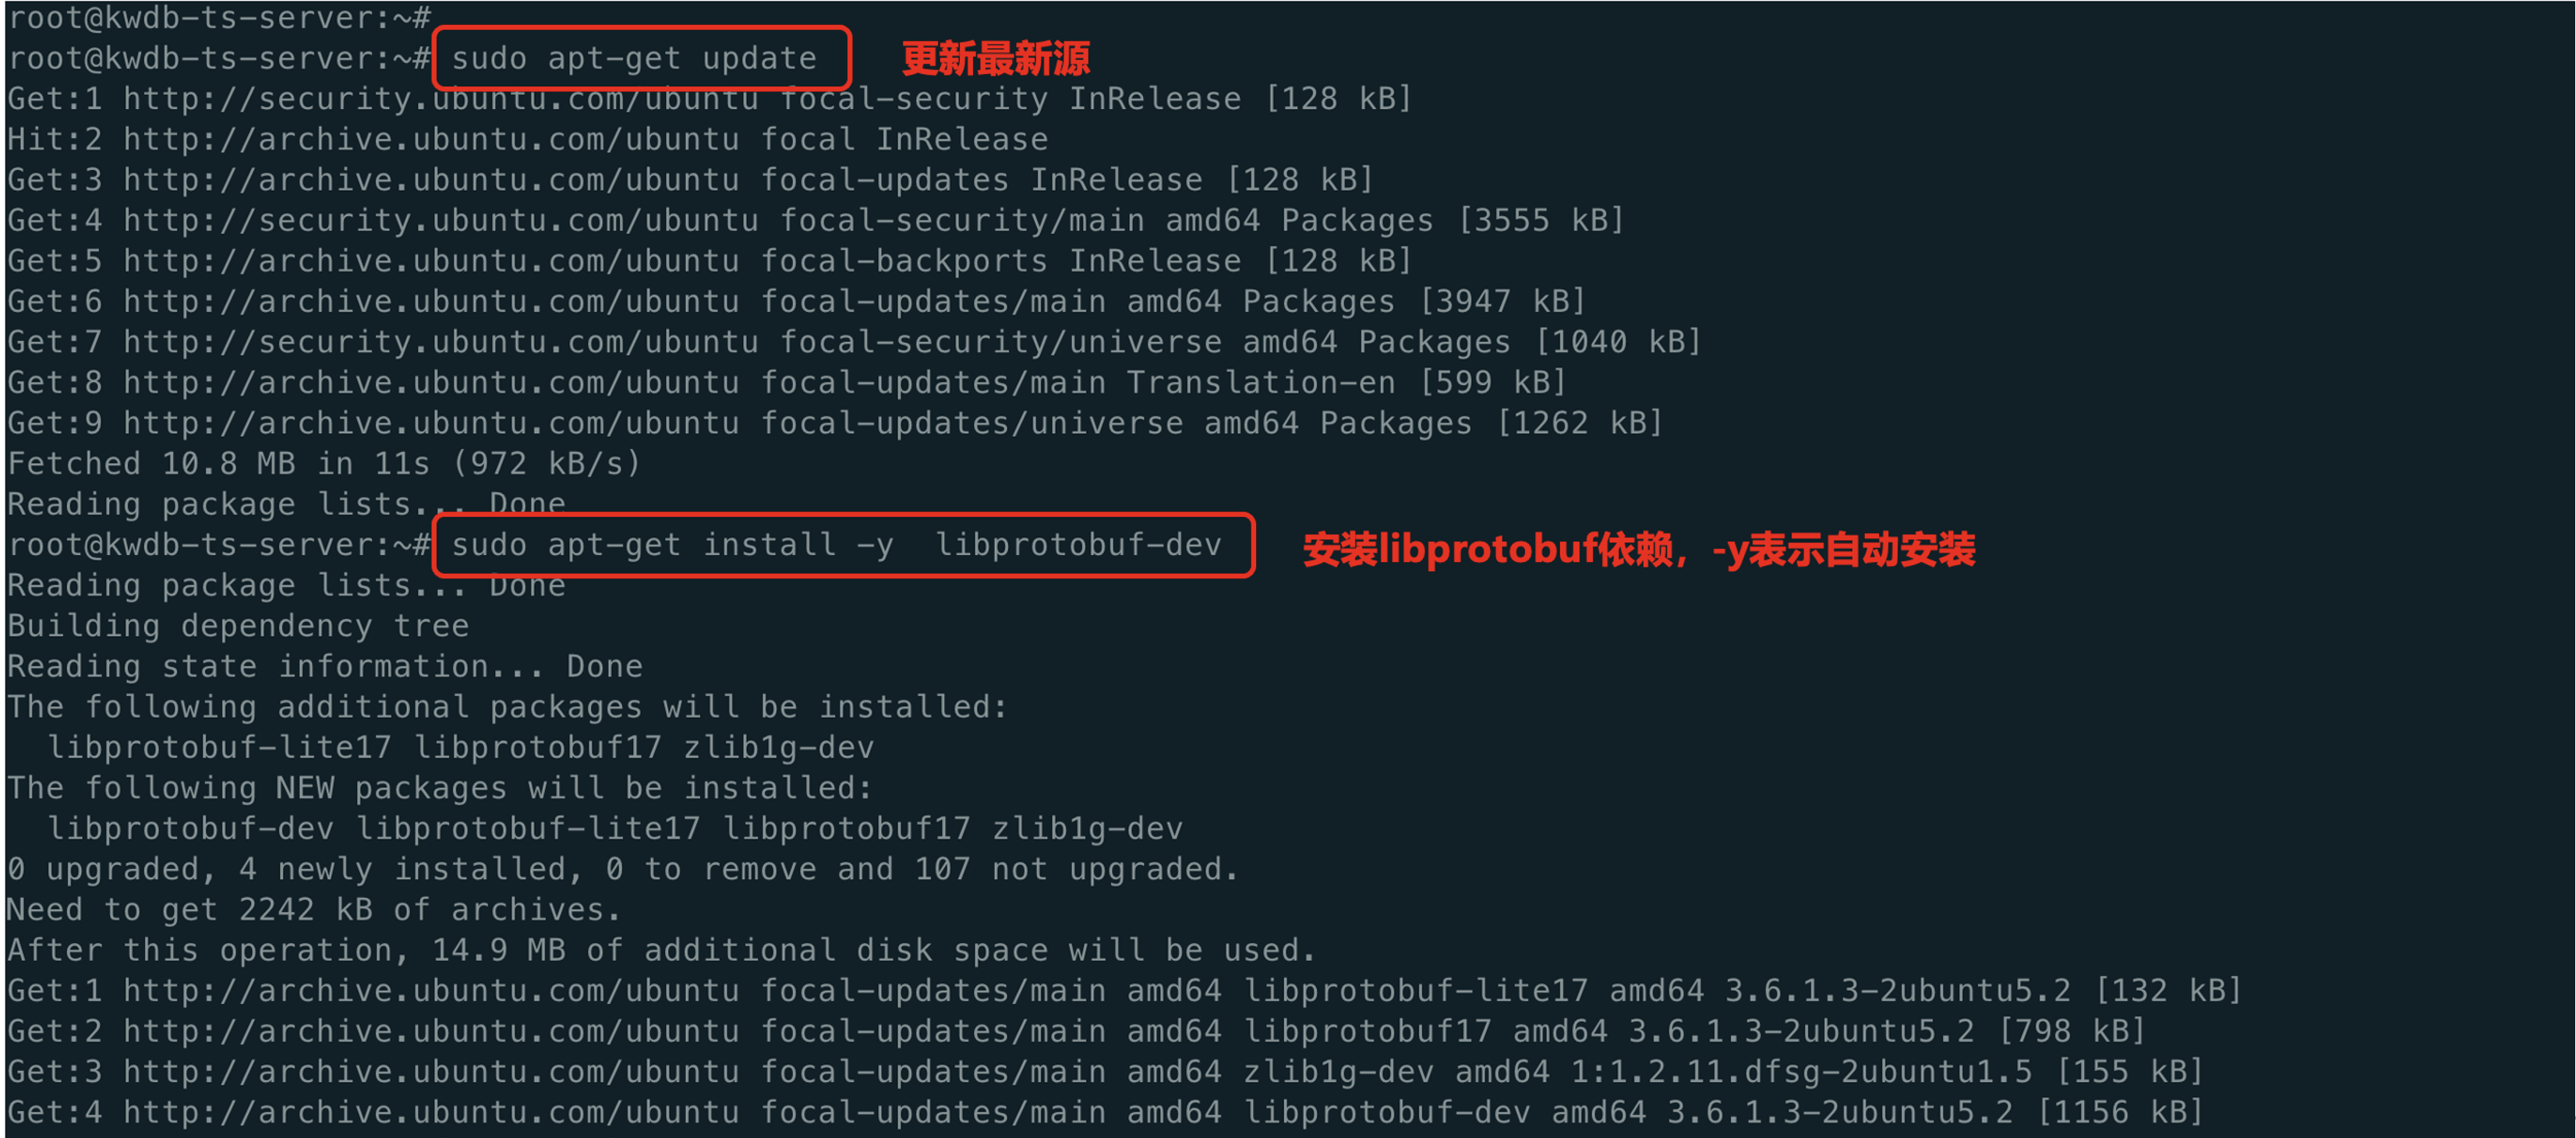 root@kwdb-ts-server:~#
root@kwdb-ts-server:~# sudo apt-get update 更新最新源
Get:1 http://security.ubuntu.com/ubuntu focal-security InRelease [128 kB]
Hit:2 http://archive.ubuntu.com/ubuntu focal InRelease
Get:3 http://archive.ubuntu.com/ubuntu focal-updates InRelease [128 kB]
Get:4 http://security.ubuntu.com/ubuntu focal-security/main amd64 Packages [3555 kB]
Get:5 http://archive.ubuntu.com/ubuntu focal-backports InRelease [128 kB]
Get:6 http://archive.ubuntu.com/ubuntu focal-updates/main amd64 Packages [3947 kB]
Get:7 http://security.ubuntu.com/ubuntu focal-security/universe amd64 Packages [1040 kB]
Get:8 http://archive.ubuntu.com/ubuntu focal-updates/main Translation-en [599 kB]
Get:9 http://archive.ubuntu.com/ubuntu focal-updates/universe amd64 Packages [1262 kB]
Fetched 10.8 MB in 11s (972 kB/s)
Reading package lists... Done
root@kwdb-ts-server:~# sudo apt-get install -y  libprotobuf-dev 安装libprotobuf依赖，-y表示自动安装
Reading package lists... Done
Building dependency tree
Reading state information... Done
The following additional packages will be installed:
  libprotobuf-lite17 libprotobuf17 zlib1g-dev
The following NEW packages will be installed:
  libprotobuf-dev libprotobuf-lite17 libprotobuf17 zlib1g-dev
0 upgraded, 4 newly installed, 0 to remove and 107 not upgraded.
Need to get 2242 kB of archives.
After this operation, 14.9 MB of additional disk space will be used.
Get:1 http://archive.ubuntu.com/ubuntu focal-updates/main amd64 libprotobuf-lite17 amd64 3.6.1.3-2ubuntu5.2 [132 kB]
Get:2 http://archive.ubuntu.com/ubuntu focal-updates/main amd64 libprotobuf17 amd64 3.6.1.3-2ubuntu5.2 [798 kB]
Get:3 http://archive.ubuntu.com/ubuntu focal-updates/main amd64 zlib1g-dev amd64 1:1.2.11.dfsg-2ubuntu1.5 [155 kB]
Get:4 http://archive.ubuntu.com/ubuntu focal-updates/main amd64 libprotobuf-dev amd64 3.6.1.3-2ubuntu5.2 [1156 kB]